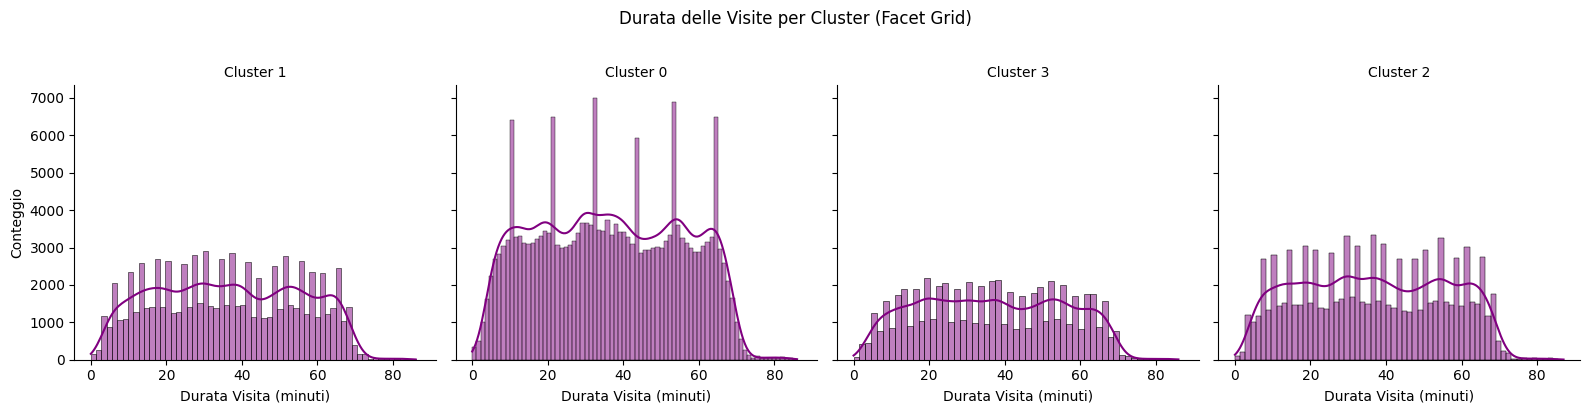 Durata delle Visite per Cluster (Facet Grid)
Cluster 1
Cluster 0
Cluster 3
Cluster 2
Conteggio
7000
6000
5000
4000
3000
2000
1000
0
0 20 40 60 80
0 20 40 60 80
0 20 40 60 80
0 20 40 60 80
Durata Visita (minuti)
Durata Visita (minuti)
Durata Visita (minuti)
Durata Visita (minuti)